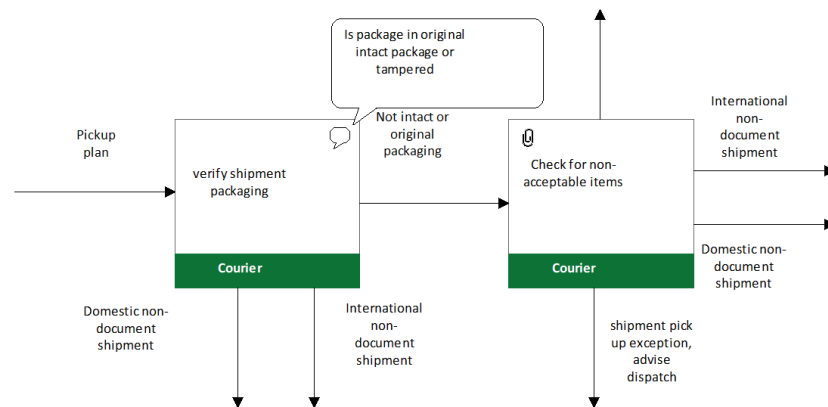 Is package in original
intact package or
tampered
Pickup
plan
verify shipment
packaging
Courier
Not intact or
original
packaging
Check for non-
acceptable items
Courier
International
non-
document
shipment
Domestic non-
document
shipment
Domestic non-
document
shipment
International
non-
document
shipment
shipment pick
up exception,
advise
dispatch